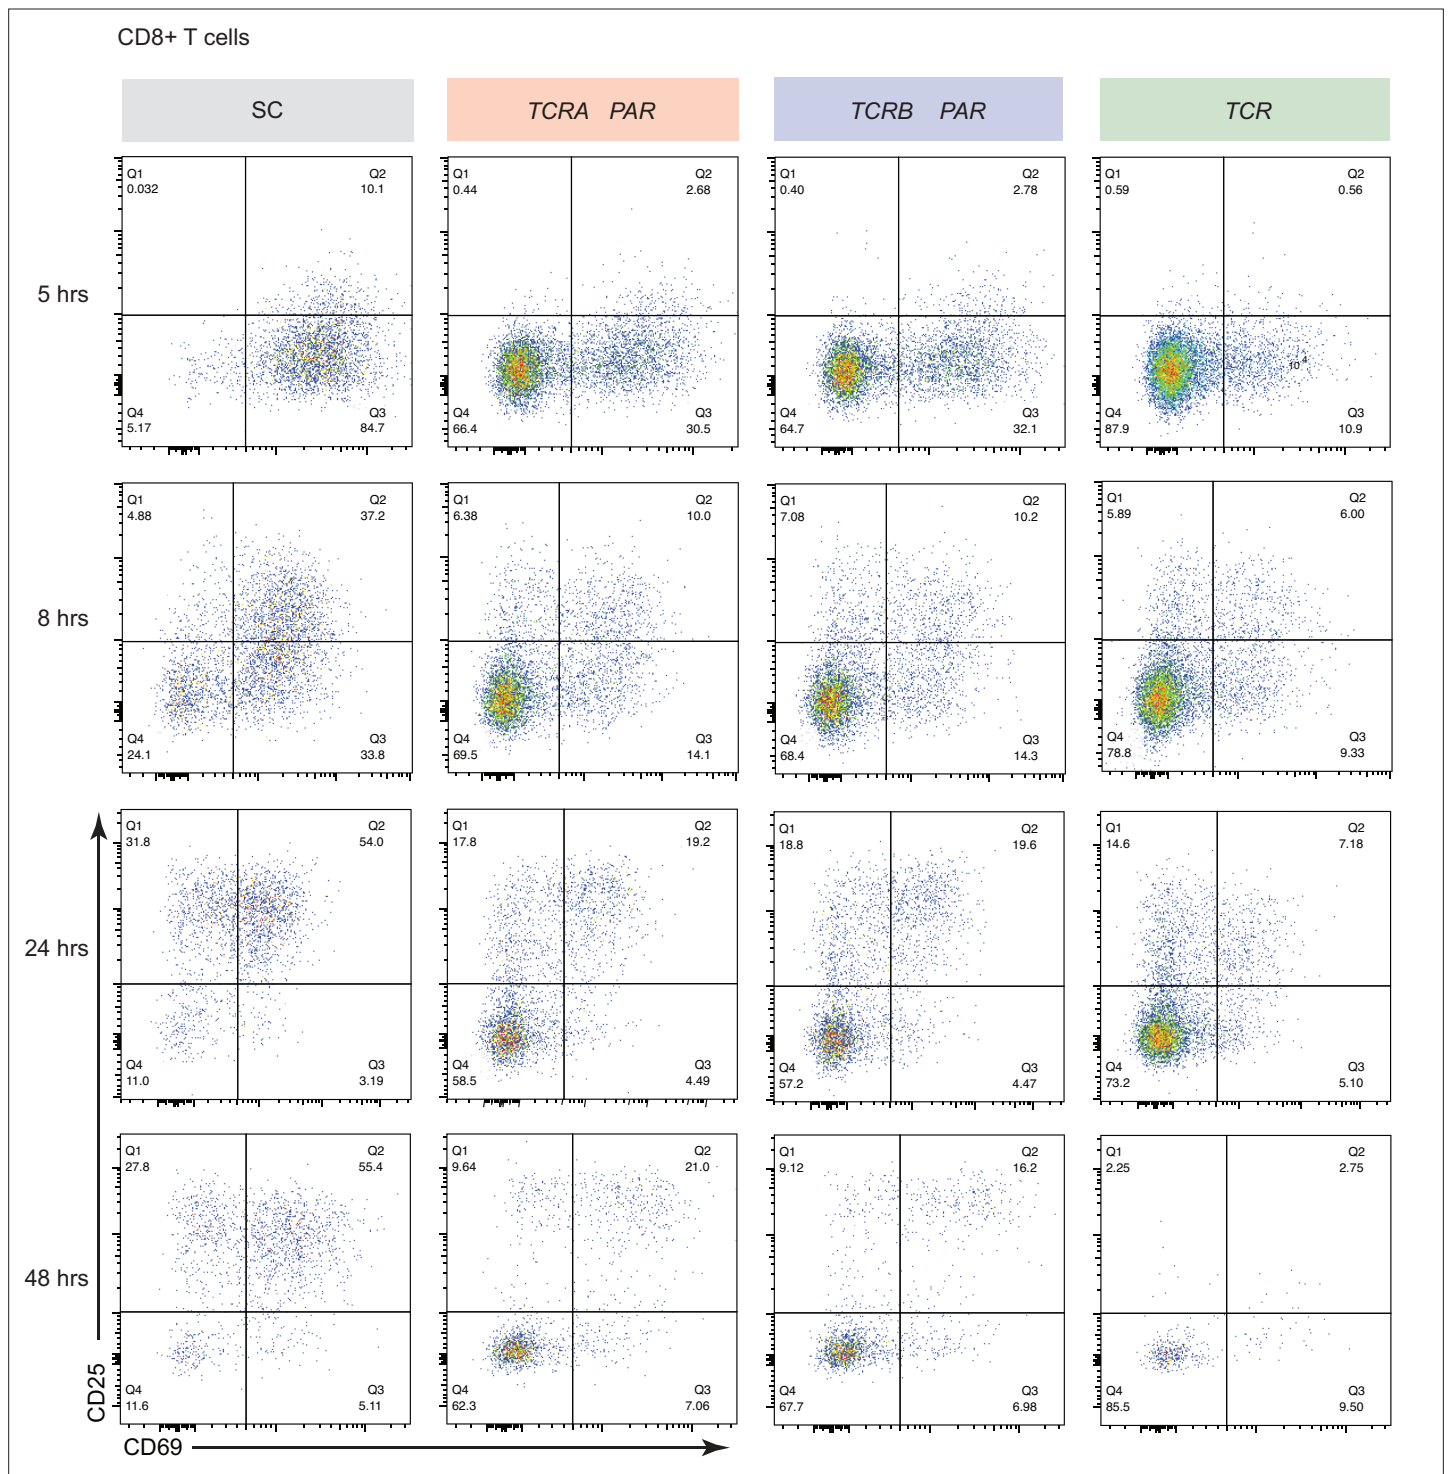 CD8+ T cells
SC
TCRA PAR
TCRB PAR
TCR
5 hrs
Q1
0.032
Q2
10.1
Q4
5.17
Q3
84.7
Q1
0.44
Q2
2.68
Q4
66.4
Q3
30.5
Q1
0.40
Q2
2.78
Q4
64.7
Q3
32.1
Q1
0.59
Q2
0.56
10 4
Q4
87.9
Q3
10.9
8 hrs
Q1
4.88
Q2
37.2
Q4
24.1
Q3
33.8
Q1
6.38
Q2
10.0
Q4
69.5
Q3
14.1
Q1
7.08
Q2
10.2
Q4
68.4
Q3
14.3
Q1
5.89
Q2
6.00
Q4
78.8
Q3
9.33
24 hrs
Q1
31.8
Q2
54.0
Q4
11.0
Q3
3.19
Q1
17.8
Q2
19.2
Q4
58.5
Q3
4.49
Q1
18.8
Q2
19.6
Q4
57.2
Q3
4.47
Q1
14.6
Q2
7.18
Q4
73.2
Q3
5.10
48 hrs
Q1
27.8
Q2
55.4
Q4
11.6
Q3
5.11
Q1
9.64
Q2
21.0
Q4
62.3
Q3
7.06
Q1
9.12
Q2
16.2
Q4
67.7
Q3
6.98
Q1
2.25
Q2
2.75
Q4
85.5
Q3
9.50
CD25
CD69